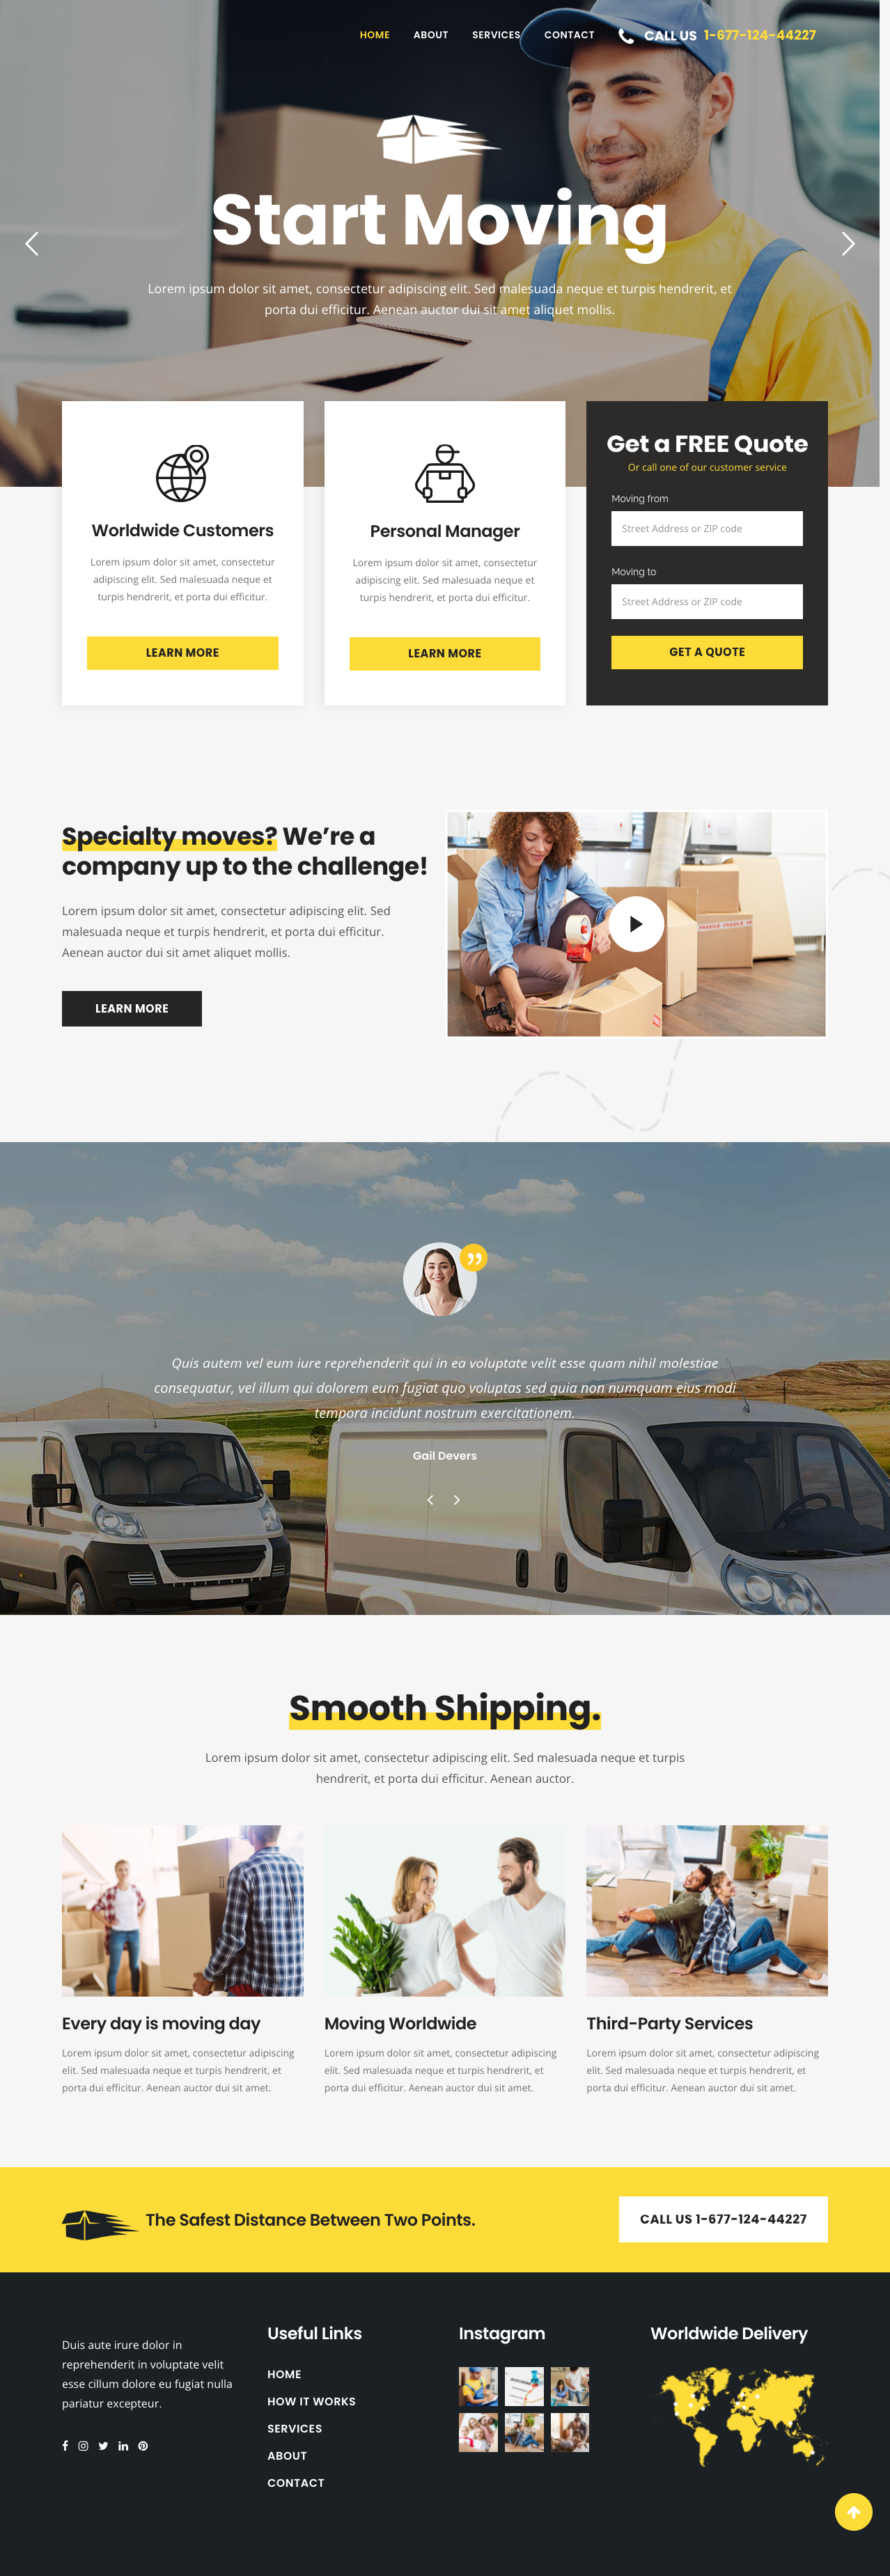 HOME ABOUT SERVICES CONTACT CALL US 1-677-124-44227
Start Moving
Lorem ipsum dolor sit amet, consectetur adipiscing elit. Sed malesuada neque et turpis hendrerit, et
porta dui efficitur. Aenean auctor dui sit amet aliquet mollis.
Worldwide Customers
Lorem ipsum dolor sit amet, consectetur
adipiscing elit. Sed malesuada neque et
turpis hendrerit, et porta dui efficitur.
LEARN MORE
Personal Manager
Lorem ipsum dolor sit amet, consectetur
adipiscing elit. Sed malesuada neque et
turpis hendrerit, et porta dui efficitur.
LEARN MORE
Get a FREE Quote
Or call one of our customer service
Moving from
Street Address or ZIP code
Moving to
Street Address or ZIP code
GET A QUOTE
Specialty moves? We're a
company up to the challenge!
Lorem ipsum dolor sit amet, consectetur adipiscing elit. Sed
malesuada neque et turpis hendrerit, et porta dui efficitur.
Aenean auctor dui sit amet aliquet mollis.
LEARN MORE
FRAGILE FRAGILE FRAGILE
Quis autem vel eum iure reprehenderit qui in ea voluptate velit esse quam nihil molestiae
consequatur, vel illum qui dolorem eum fugiat quo voluptas sed quia non numquam eius modi
tempora incidunt nostrum exercitationem.
Gail Devers
Smooth Shipping.
Lorem ipsum dolor sit amet, consectetur adipiscing elit. Sed malesuada neque et turpis
hendrerit, et porta dui efficitur. Aenean auctor.
Every day is moving day
Lorem ipsum dolor sit amet, consectetur adipiscing
elit. Sed malesuada neque et turpis hendrerit, et
porta dui efficitur. Aenean auctor dui sit amet.
Moving Worldwide
Lorem ipsum dolor sit amet, consectetur adipiscing
elit. Sed malesuada neque et turpis hendrerit, et
porta dui efficitur. Aenean auctor dui sit amet.
Third-Party Services
Lorem ipsum dolor sit amet, consectetur adipiscing
elit. Sed malesuada neque et turpis hendrerit, et
porta dui efficitur. Aenean auctor dui sit amet.
The Safest Distance Between Two Points.
CALL US 1-677-124-44227
Duis aute irure dolor in
reprehenderit in voluptate velit
esse cillum dolore eu fugiat nulla
pariatur excepteur.
Useful Links
HOME
HOW IT WORKS
SERVICES
ABOUT
CONTACT
Instagram
Worldwide Delivery